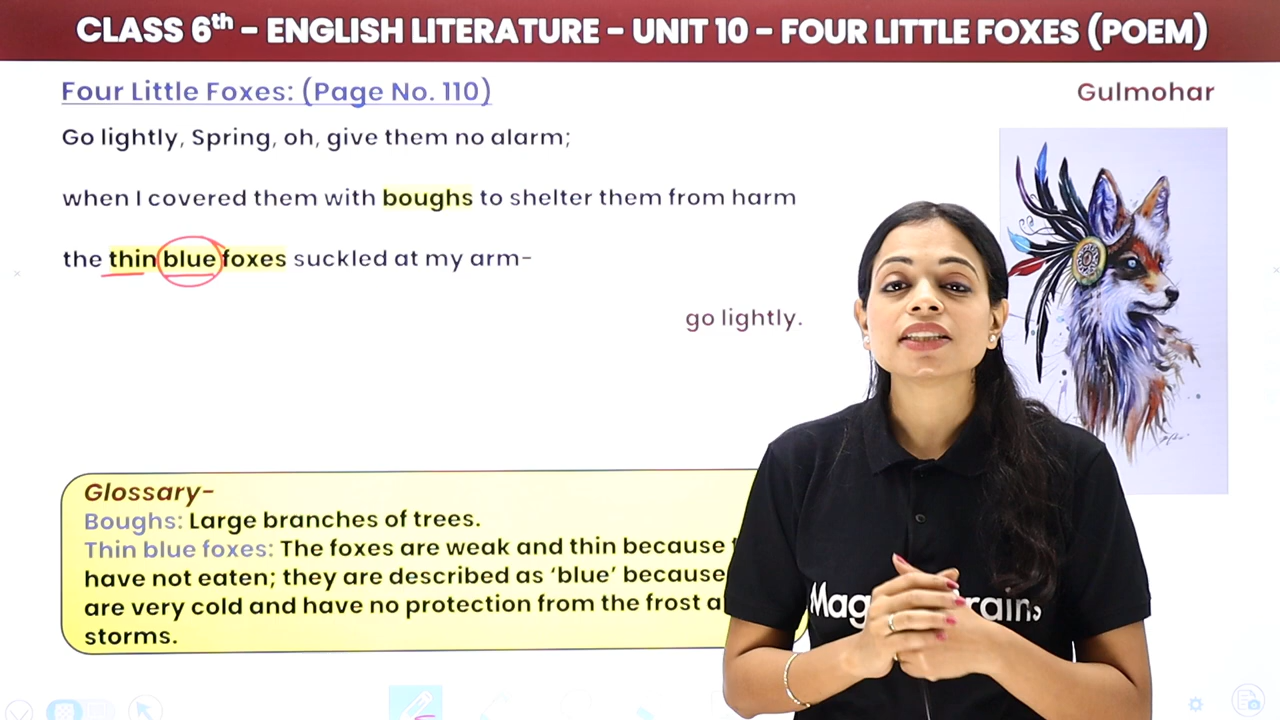 CLASS 6th – ENGLISH LITERATURE – UNIT 10 – FOUR LITTLE FOXES (POEM)
Four Little Foxes: (Page No. 110)
Gulmohar
Go lightly, Spring, oh, give them no alarm;
when I covered them with boughs to shelter them from harm
the thin blue foxes suckled at my arm-
go lightly.
Glossary-
Boughs: Large branches of trees.
Thin blue foxes: The foxes are weak and thin because
have not eaten; they are described as ‘blue’ because
are very cold and have no protection from the frost
storms.